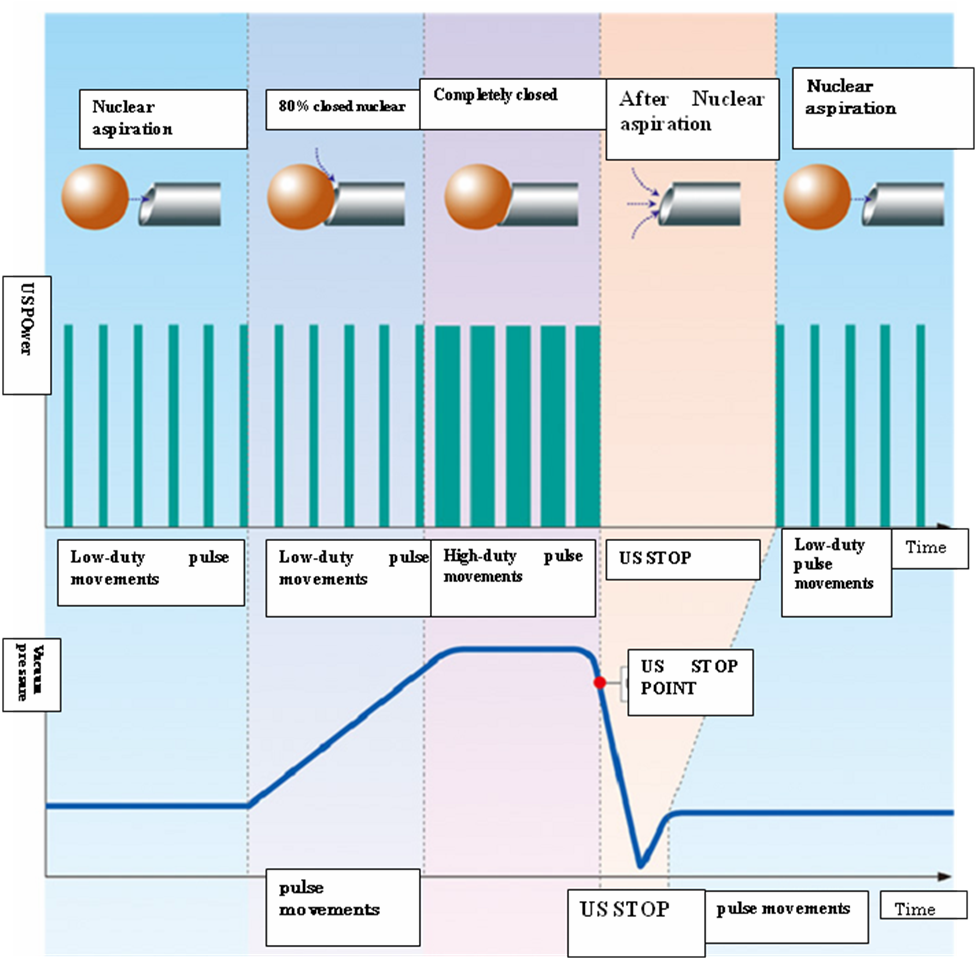 Nuclear
aspiration
80% closed nuclear
Completely closed
After Nuclear
aspiration
Nuclear
aspiration
US POwer
Low-duty pulse
movements
Low-duty pulse
movements
High-duty pulse
movements
US STOP
Low-duty
pulse
movements
Time
Vacuum
pressure
US STOP
POINT
pulse
movements
US STOP
pulse movements
Time